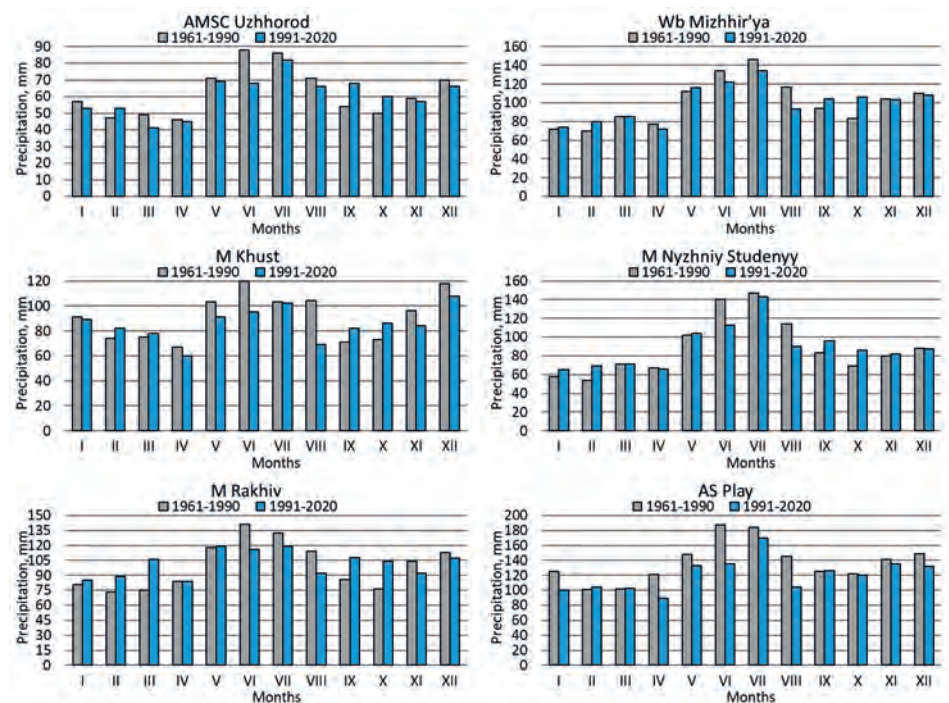 AMSC Uzhhorod
1961-1990 1991-2020
Precipitation, mm
90
80
70
60
50
40
30
20
10
0
I II III IV V VI VII VIII IX X XI XII
Months
Wb Mizhhir'ya
1961-1990 1991-2020
Precipitation, mm
160
140
120
100
80
60
40
20
0
I II III IV V VI VII VIII IX X XI XII
Months
M Khust
1961-1990 1991-2020
Precipitation, mm
120
100
80
60
40
20
0
I II III IV V VI VII VIII IX X XI XII
Months
M Nyzhniy Studenyy
1961-1990 1991-2020
Precipitation, mm
160
140
120
100
80
60
40
20
0
I II III IV V VI VII VIII IX X XI XII
Months
M Rakhiv
1961-1990 1991-2020
Precipitation, mm
150
135
120
105
90
75
60
45
30
15
0
I II III IV V VI VII VIII IX X XI XII
Months
AS Play
1961-1990 1991-2020
Precipitation, mm
200
180
160
140
120
100
80
60
40
20
0
I II III IV V VI VII VIII IX X XI XII
Months